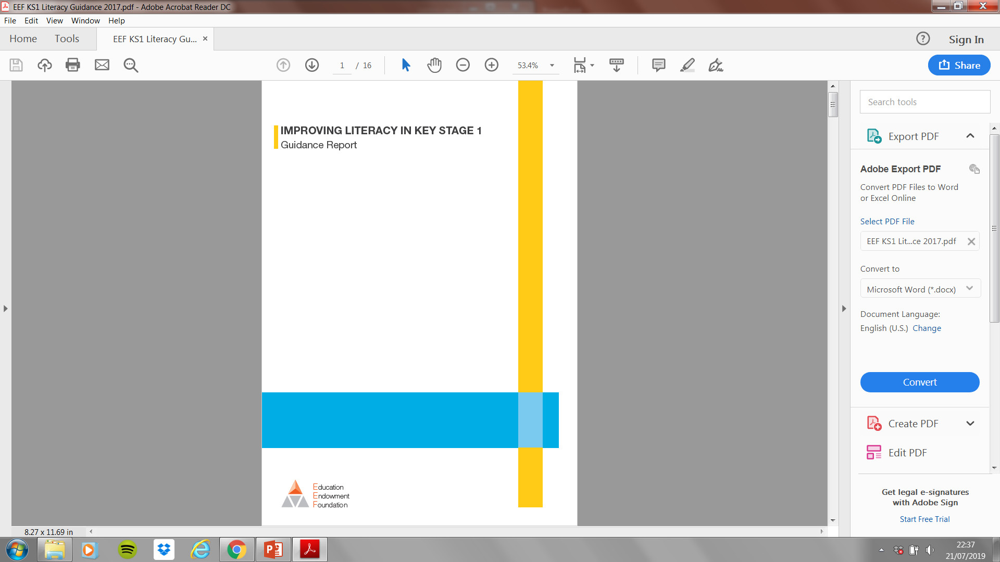 EEF KS1 Literacy Guidance 2017.pdf - Adobe Acrobat Reader DC
File Edit View Window Help
Home Tools EEF KS1 Literacy Gu... ×
Sign In
1 / 16
53.4%
Share
IMPROVING LITERACY IN KEY STAGE 1
Guidance Report
Education
Endowment
Foundation
8.27 x 11.69 in
Search tools
Export PDF
Adobe Export PDF
Convert PDF Files to Word
or Excel Online
Select PDF File
EEF KS1 Lit...ce 2017.pdf
Convert to
Microsoft Word (*.docx)
Document Language:
English (U.S.) Change
Convert
Create PDF
Edit PDF
Get legal e-signatures
with Adobe Sign
Start Free Trial
22:37
21/07/2019